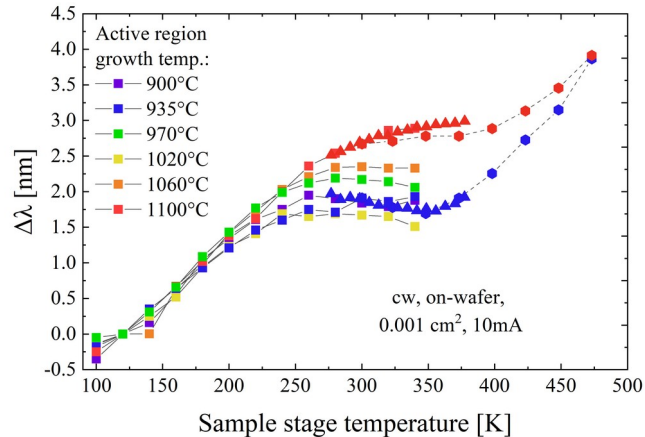 Active region
growth temp.:
900°C
935°C
970°C
1020°C
1060°C
1100°C
cw, on-wafer,
0.001 cm², 10mA
Δλ [nm]
4.5
4.0
3.5
3.0
2.5
2.0
1.5
1.0
0.5
0.0
-0.5
100 150 200 250 300 350 400 450 500
Sample stage temperature [K]